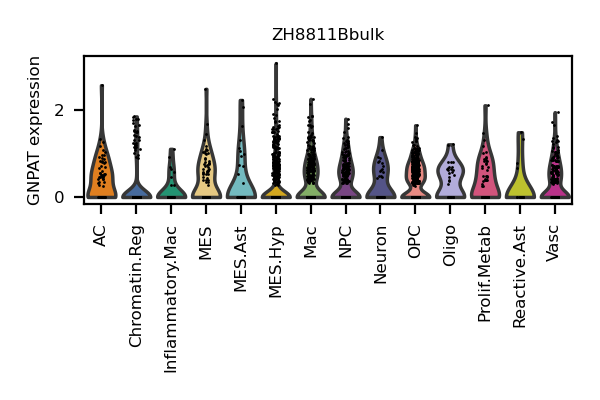 ZH8811Bbulk
GNPAT expression
2
0
AC
Chromatin.Reg
Inflammatory.Mac
MES
MES.Ast
MES.Hyp
Mac
NPC
Neuron
OPC
Oligo
Prolif.Metab
Reactive.Ast
Vasc